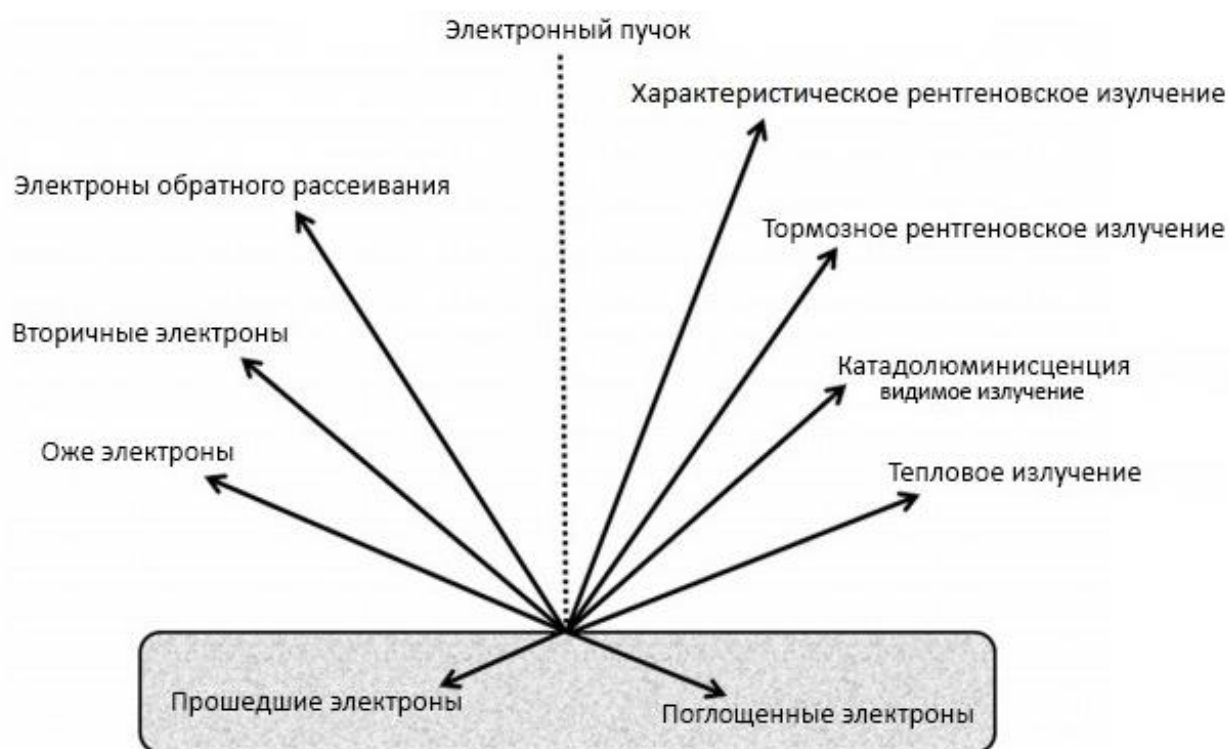 Электронный пучок
Характеристическое рентгеновское изулчение
Электроны обратного рассеивания
Тормозное рентгеновское излучение
Вторичные электроны
Катадолюминисценция
видимое излучение
Оже электроны
Тепловое излучение
Прошедшие электроны
Поглощенные электроны